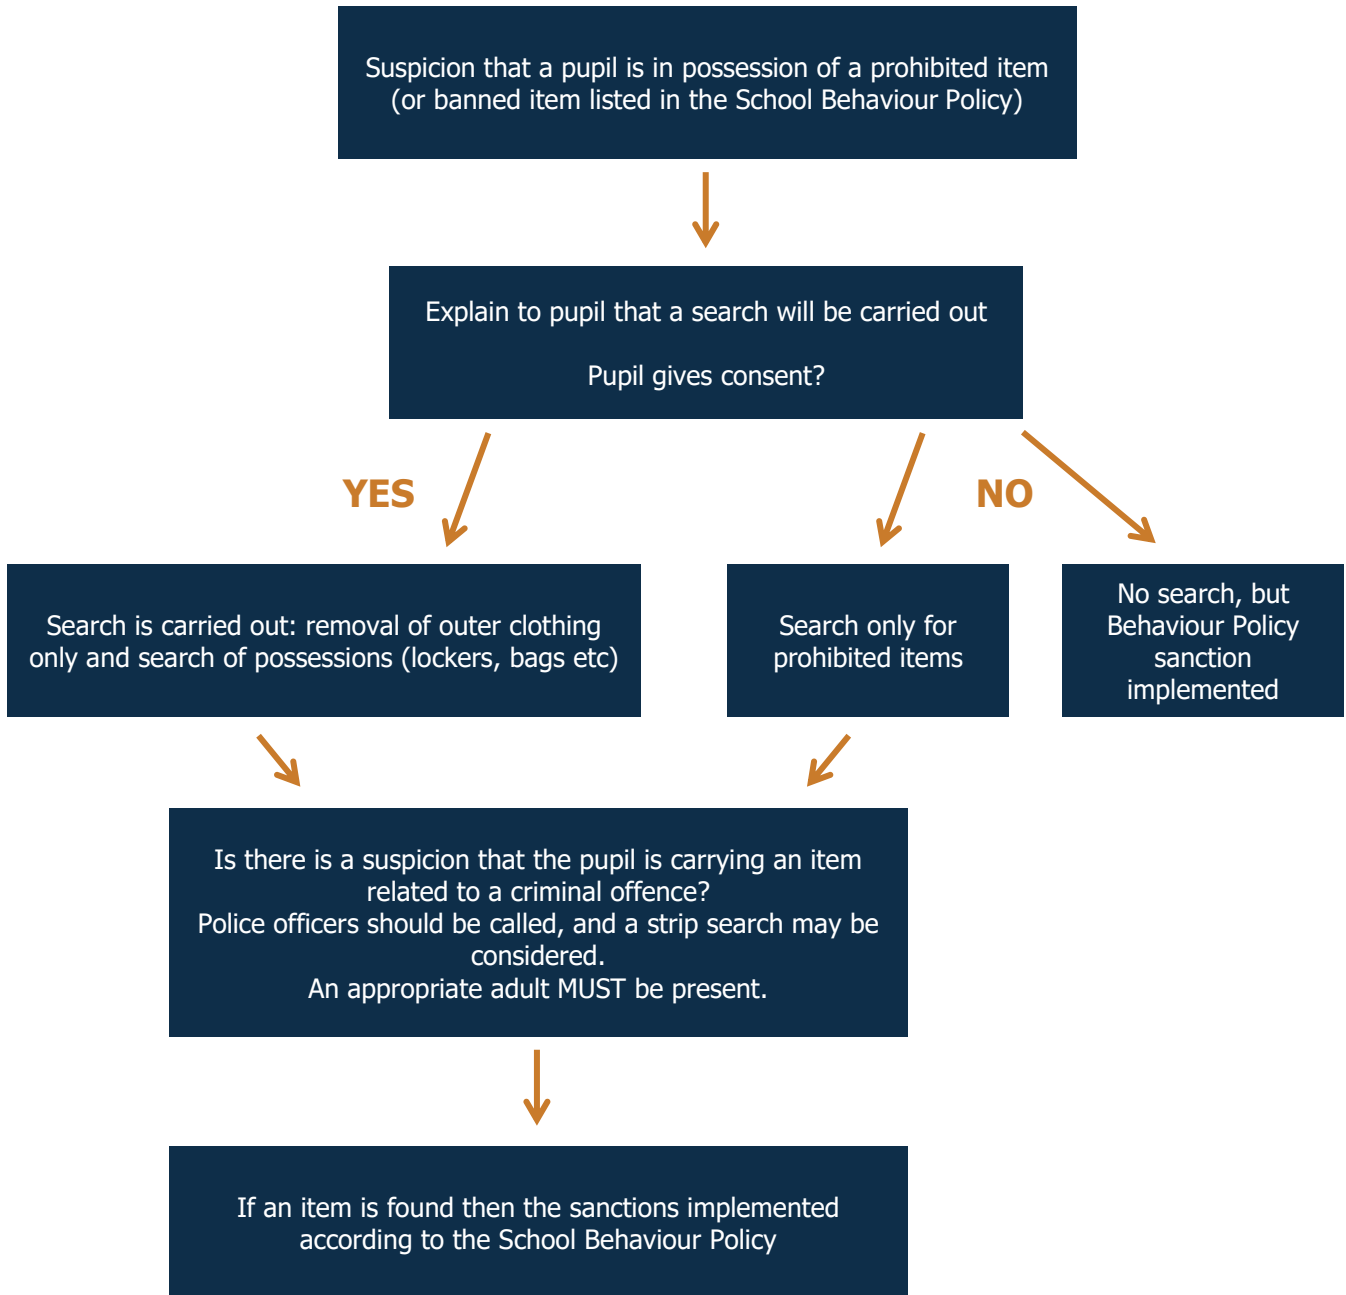 Suspicion that a pupil is in possession of a prohibited item
(or banned item listed in the School Behaviour Policy)
Explain to pupil that a search will be carried out
Pupil gives consent?
YES
NO
Search is carried out: removal of outer clothing
only and search of possessions (lockers, bags etc)
Search only for
prohibited items
No search, but
Behaviour Policy
sanction
implemented
Is there is a suspicion that the pupil is carrying an item
related to a criminal offence?
Police officers should be called, and a strip search may be
considered.
An appropriate adult MUST be present.
If an item is found then the sanctions implemented
according to the School Behaviour Policy